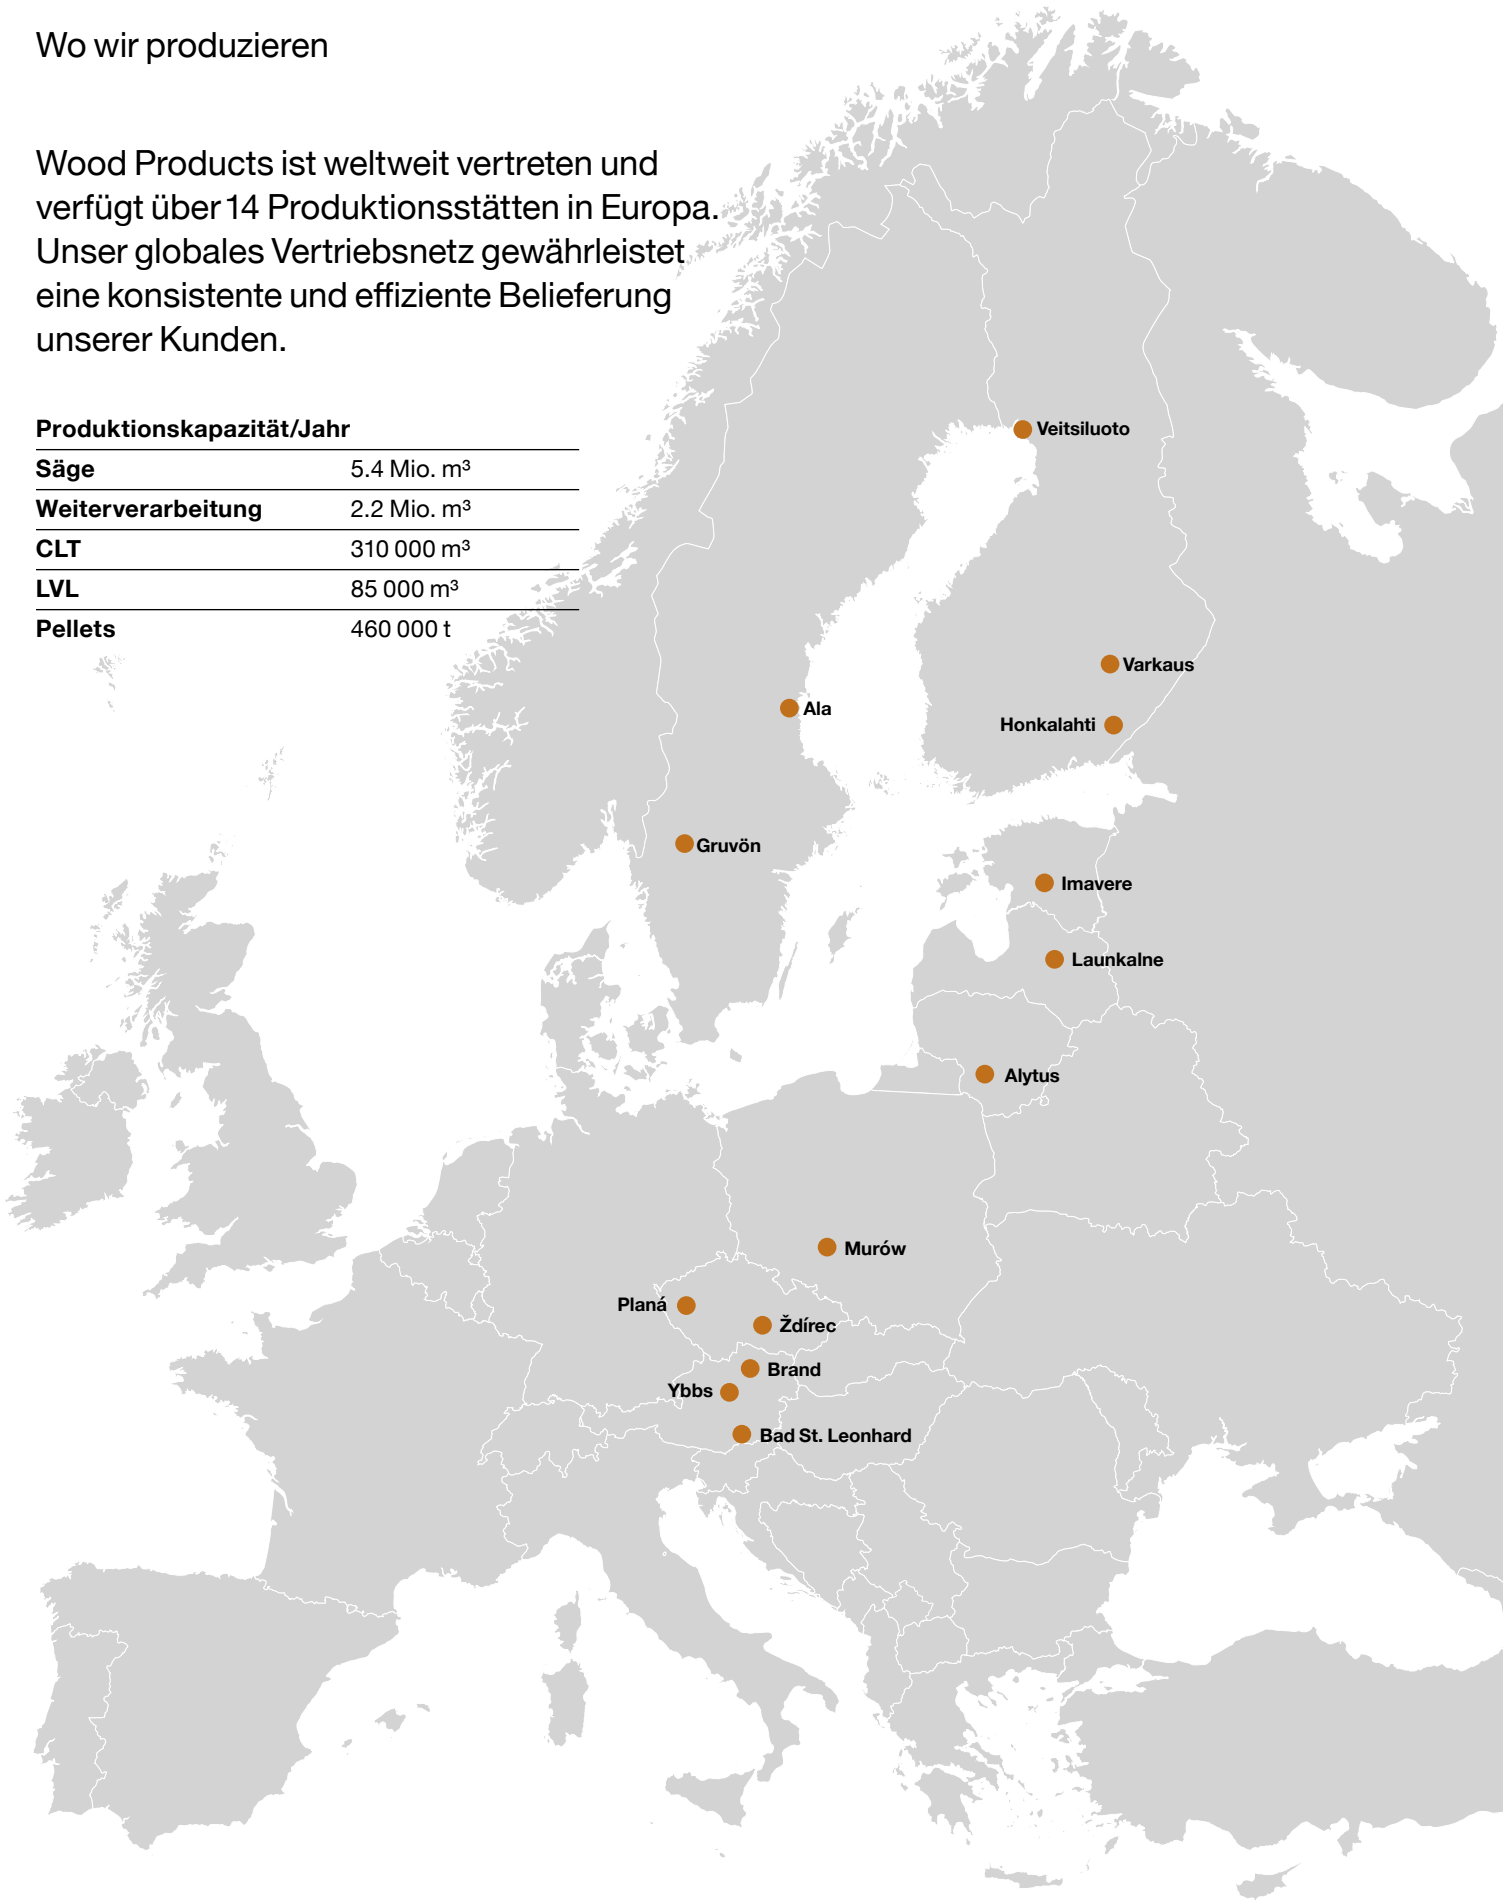 Wo wir produzieren
Wood Products ist weltweit vertreten und
verfügt über 14 Produktionsstätten in Europa.
Unser globales Vertriebsnetz gewährleistet
eine konsistente und effiziente Belieferung
unserer Kunden.
Produktionskapazität/Jahr
Säge 5.4 Mio. m³
Weiterverarbeitung 2.2 Mio. m³
CLT 310 000 m³
LVL 85 000 m³
Pellets 460 000 t
Veitsiluoto
Varkaus
Ala
Honkalahti
Gruvön
Imavere
Launkalne
Alytus
Murów
Planá
Ždírec
Brand
Ybbs
Bad St. Leonhard